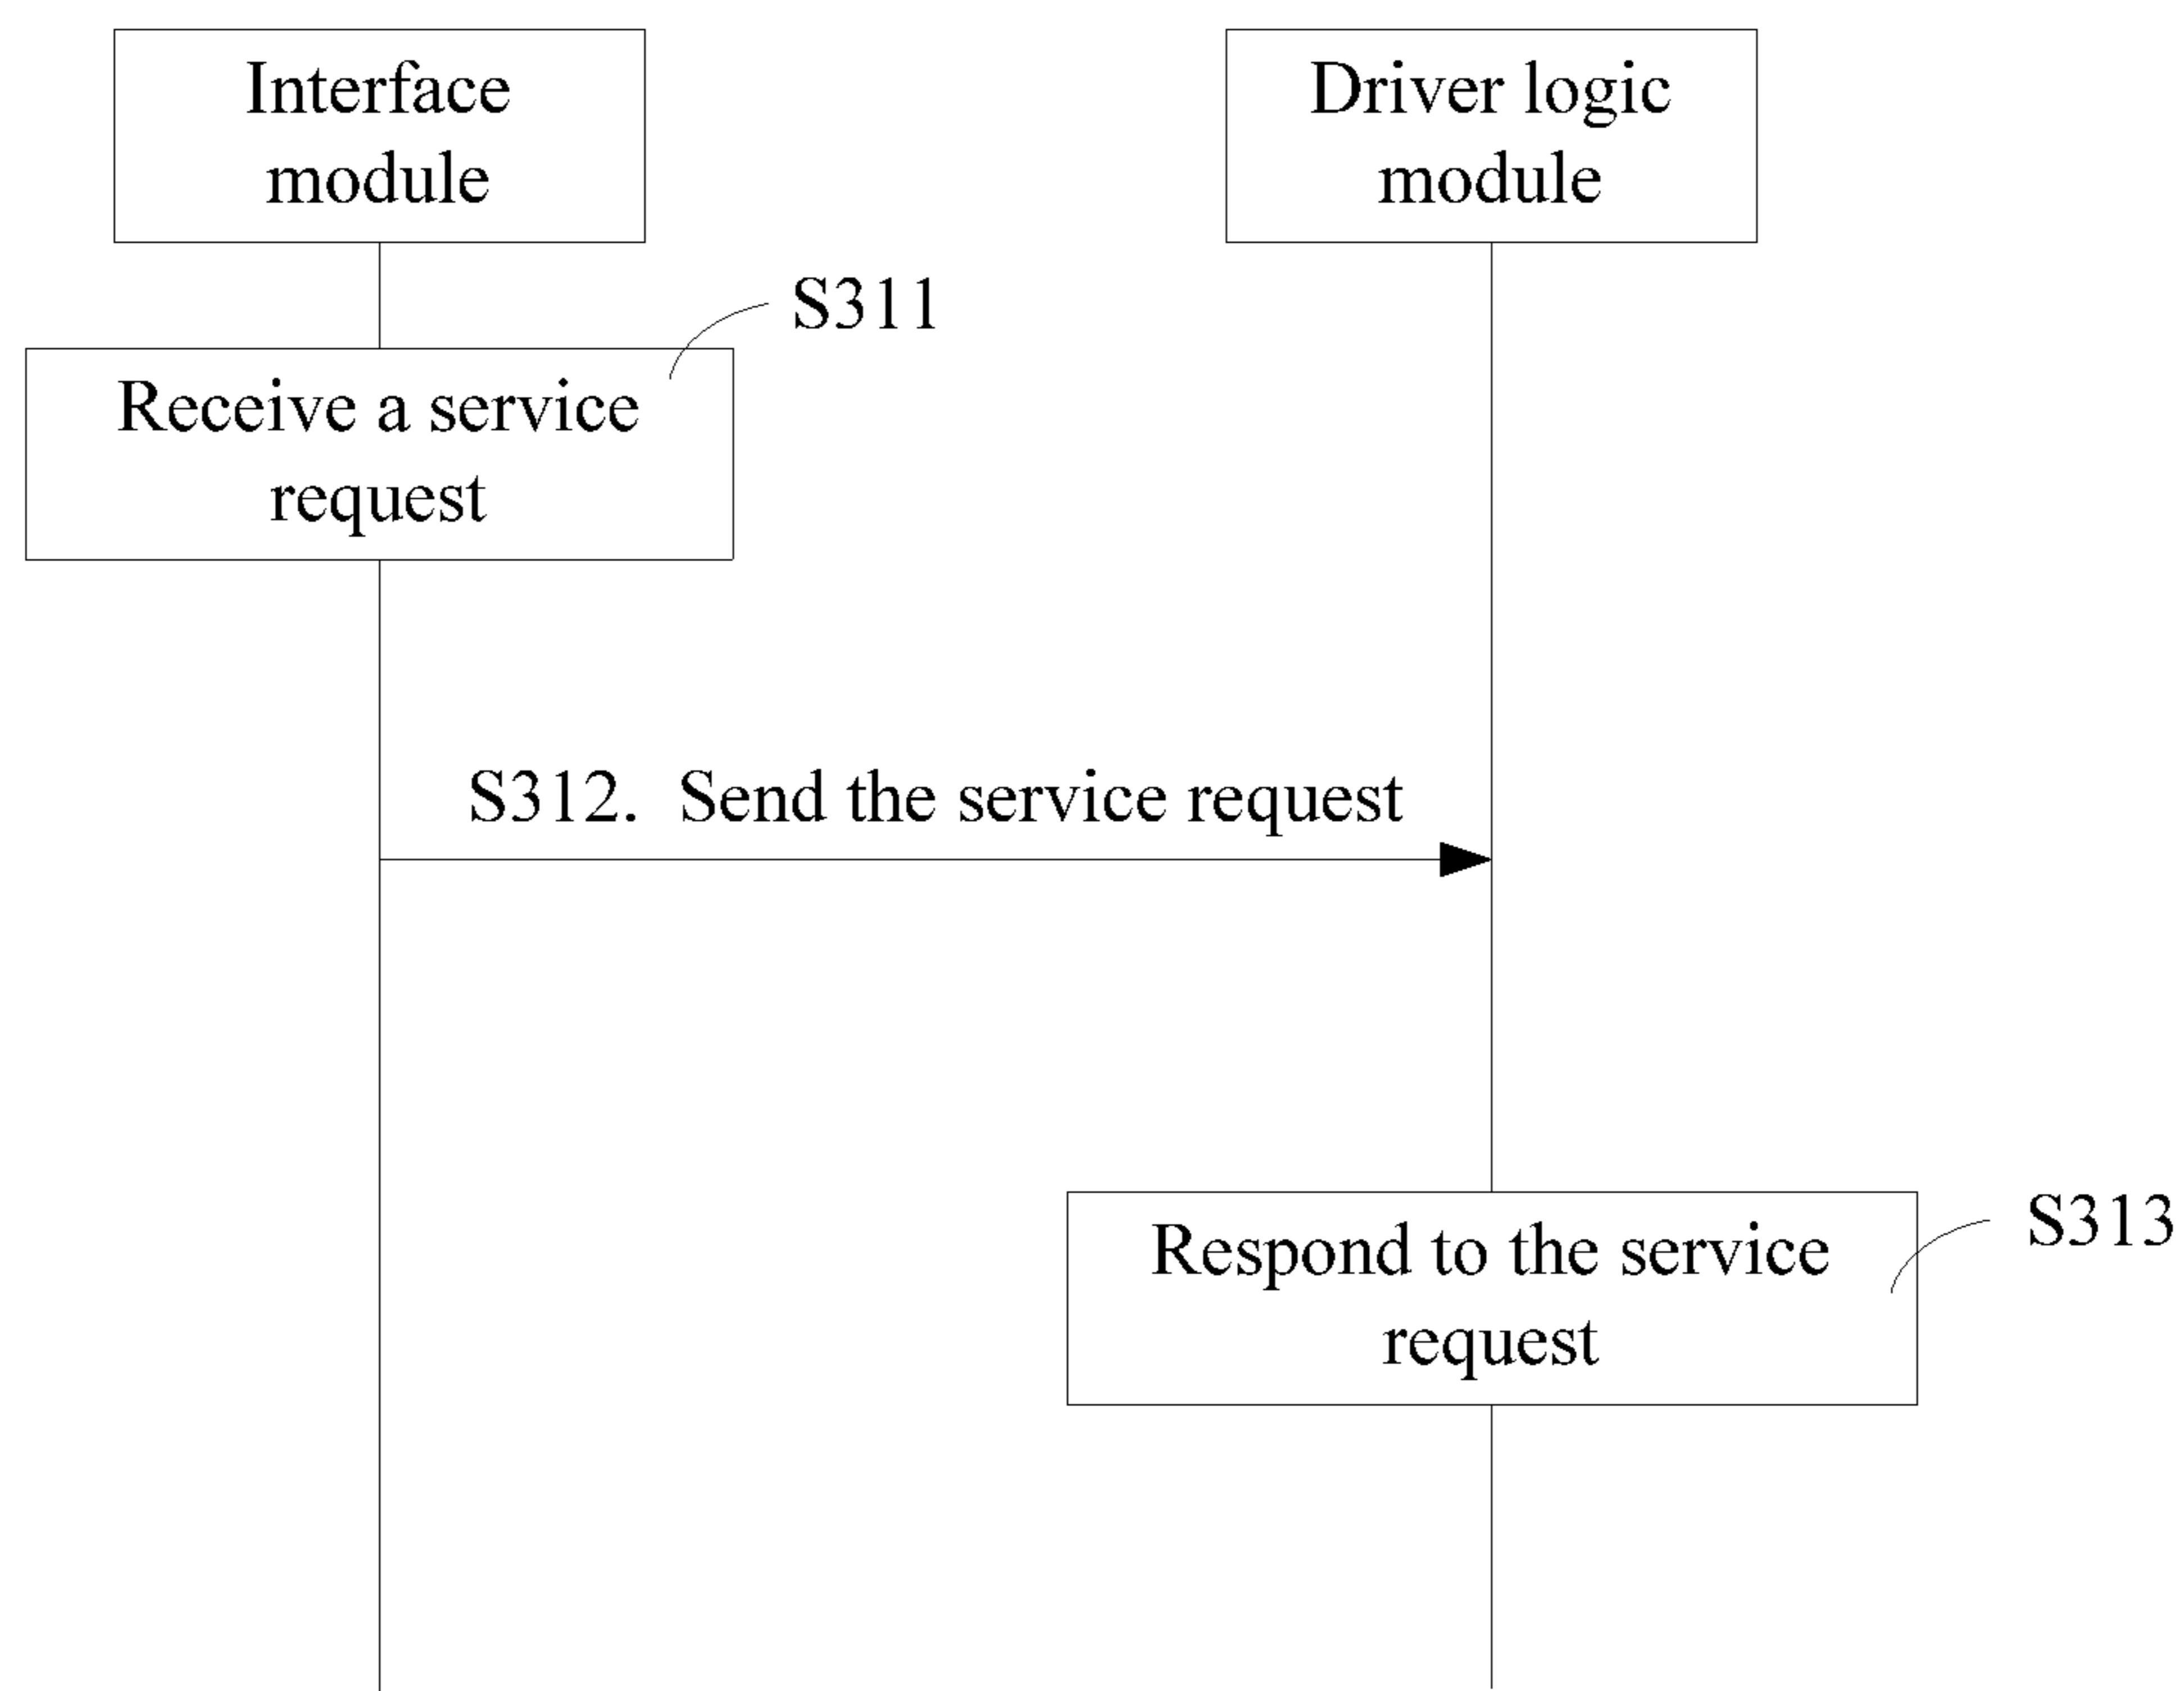 Interface
module
Driver logic
module
S311
Receive a service
request
S312. Send the service request
Respond to the service
request
S313